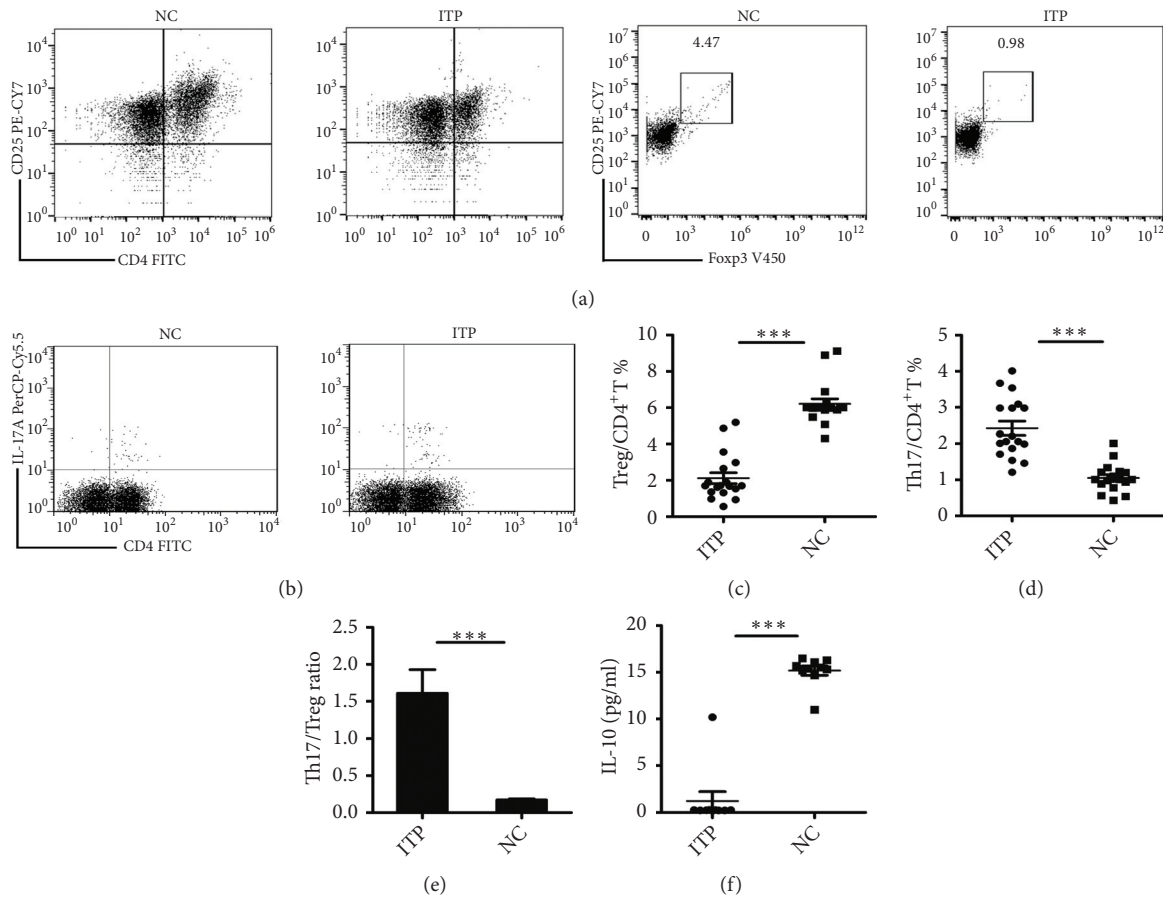 NC
ITP
NC
ITP
CD25 PE-CY7
10^4
10^3
10^2
10^1
10^0
10^0 10^1 10^2 10^3 10^4 10^5 10^6
CD4 FITC
10^4
10^3
10^2
10^1
10^0
10^0 10^1 10^2 10^3 10^4 10^5 10^6
CD25 PE-CY7
10^7
10^6
10^5
10^4
10^3
10^2
10^1
10^0
4.47
0 10^3 10^6 10^9 10^12
Foxp3 V450
10^7
10^6
10^5
10^4
10^3
10^2
10^1
10^0
0.98
0 10^3 10^6 10^9 10^12
(a)
NC
ITP
IL-17A PerCP-Cy5.5
10^4
10^3
10^2
10^1
10^0
10^0 10^1 10^2 10^3 10^4
CD4 FITC
10^4
10^3
10^2
10^1
10^0
10^0 10^1 10^2 10^3 10^4
(b)
Treg/CD4+T %
10
8
6
4
2
0
***
ITP NC
(c)
Th17/CD4+T %
5
4
3
2
1
0
***
ITP NC
(d)
Th17/Treg ratio
2.5
2.0
1.5
1.0
0.5
0.0
***
ITP NC
(e)
IL-10 (pg/ml)
20
15
10
5
0
***
ITP NC
(f)